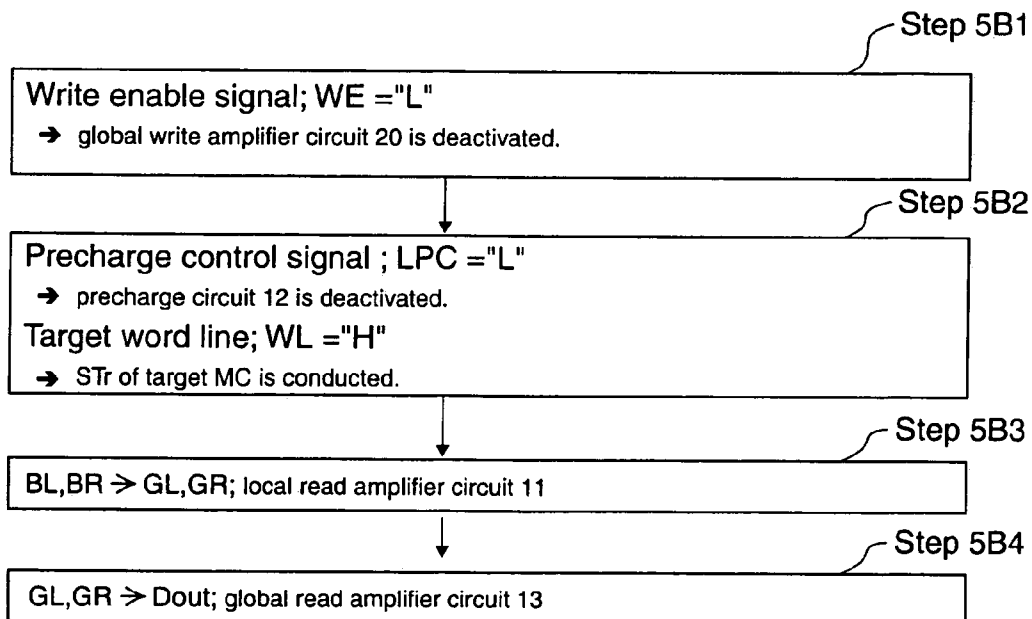 Step 5B1
Write enable signal; WE ="L"
➔ global write amplifier circuit 20 is deactivated.
Step 5B2
Precharge control signal ; LPC ="L"
➔ precharge circuit 12 is deactivated.
Target word line; WL ="H"
➔ STr of target MC is conducted.
Step 5B3
BL,BR ➔ GL,GR; local read amplifier circuit 11
Step 5B4
GL,GR ➔ Dout; global read amplifier circuit 13